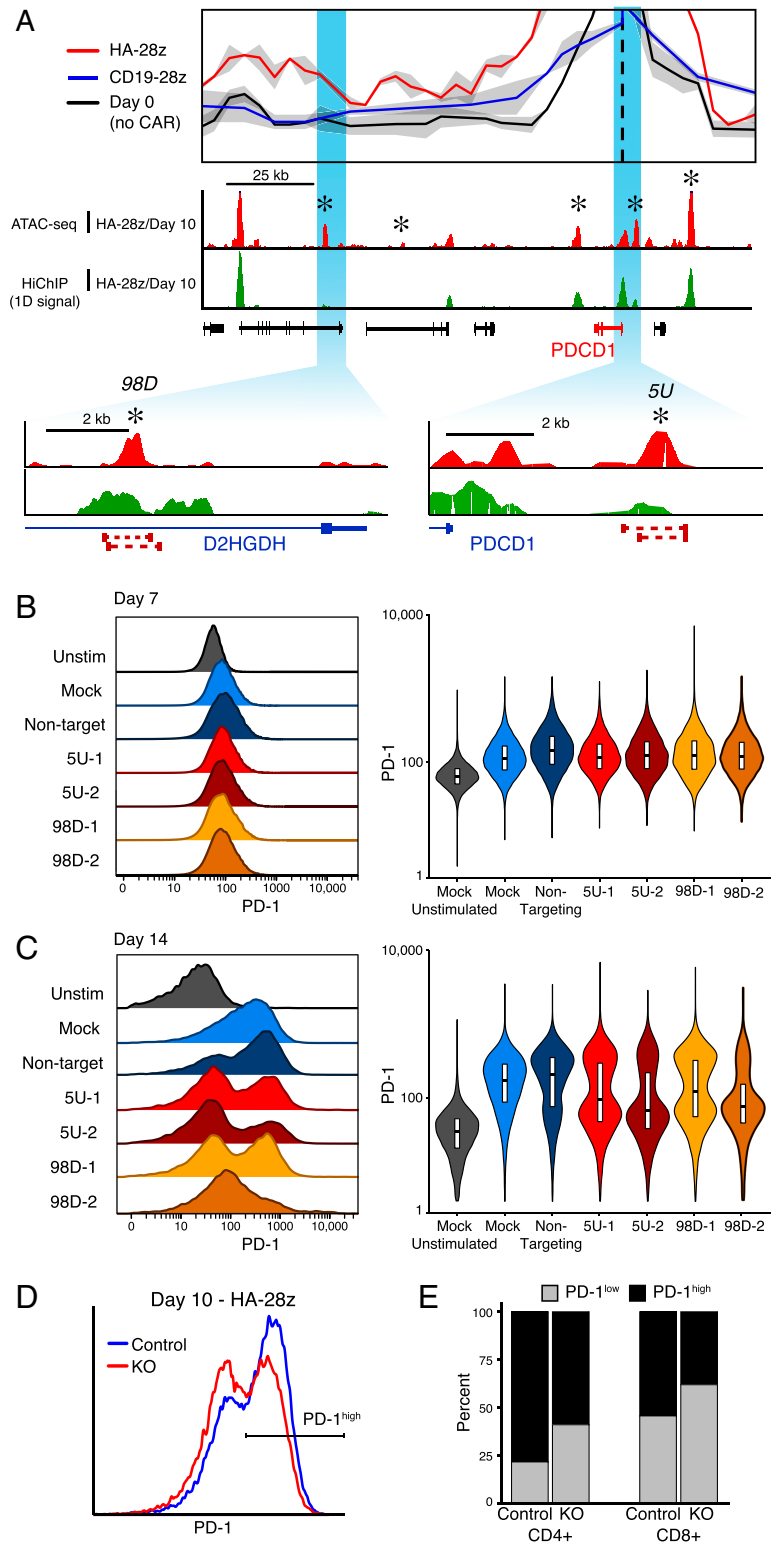 A
HA-28z
CD19-28z
Day 0
(no CAR)
25 kb
*
*
*
*
*
ATAC-seq
HA-28z/Day 10
HiChIP
(1D signal)
HA-28z/Day 10
PDCD1
98D
5U
2 kb
*
2 kb
*
D2HGDH
PDCD1
B
Day 7
Unstim
Mock
Non-target
5U-1
5U-2
98D-1
98D-2
0 10 100 1000 10,000
PD-1
10,000
100
1
PD-1
Mock Mock Non- 5U-1 5U-2 98D-1 98D-2
Unstimulated Targeting
C
Day 14
Unstim
Mock
Non-target
5U-1
5U-2
98D-1
98D-2
0 10 100 1000 10,000
PD-1
10,000
100
1
PD-1
Mock Mock Non- 5U-1 5U-2 98D-1 98D-2
Unstimulated Targeting
D
Day 10 - HA-28z
Control
KO
PD-1high
PD-1
E
PD-1low PD-1high
100
75
50
25
0
Percent
Control KO Control KO
CD4+ CD8+